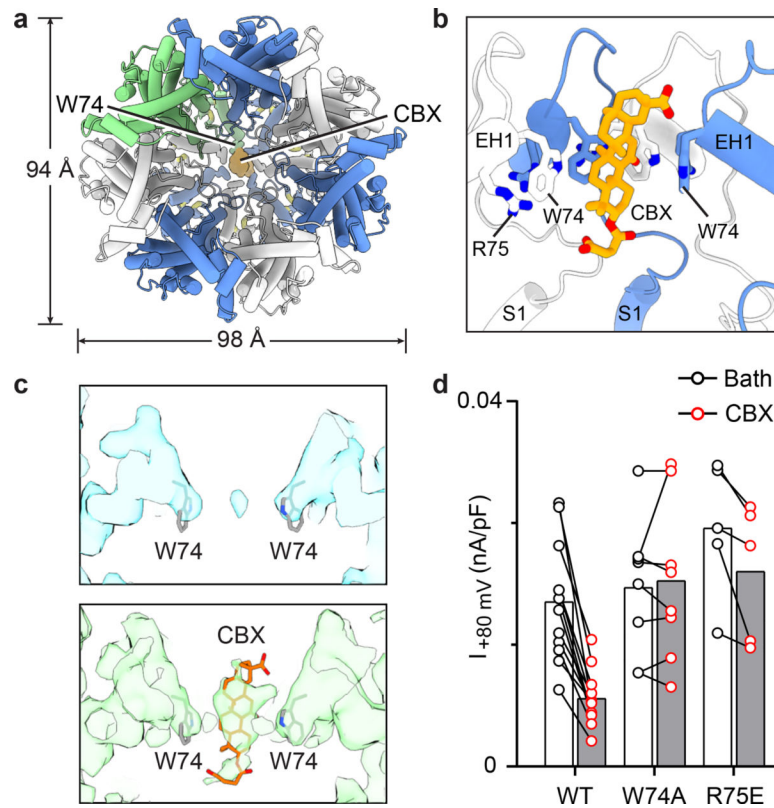 a
W74
CBX
94 Å
98 Å
b
EH1
EH1
W74
CBX
W74
R75
S1
S1
c
W74
W74
CBX
W74
W74
d
Bath
CBX
0.04
I+80 mV (nA/pF)
0
WT
W74A
R75E